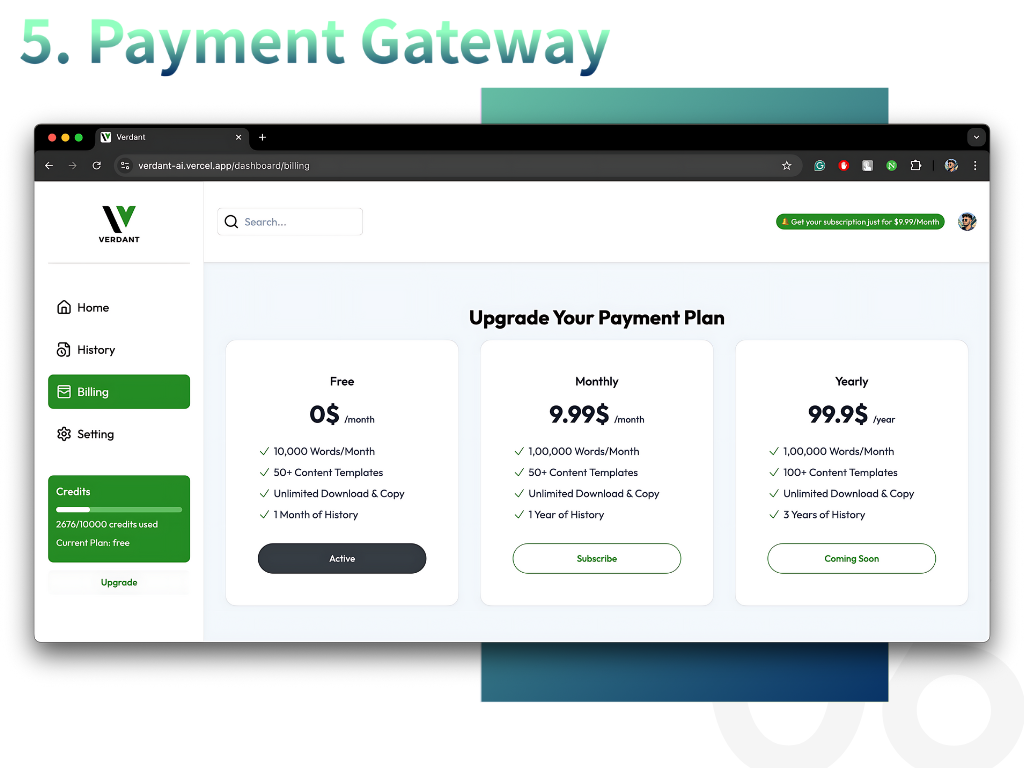 5. Payment Gateway
Verdant
verdant-ai.vercel.app/dashboard/billing
VERDANT
Search...
Get your subscription just for $9.99/Month
Home
History
Billing
Setting
Credits
2676/10000 credits used
Current Plan: free
Upgrade
Upgrade Your Payment Plan
Free
0$ /month
10,000 Words/Month
50+ Content Templates
Unlimited Download & Copy
1 Month of History
Active
Monthly
9.99$ /month
1,00,000 Words/Month
50+ Content Templates
Unlimited Download & Copy
1 Year of History
Subscribe
Yearly
99.9$ /year
1,00,000 Words/Month
100+ Content Templates
Unlimited Download & Copy
3 Years of History
Coming Soon